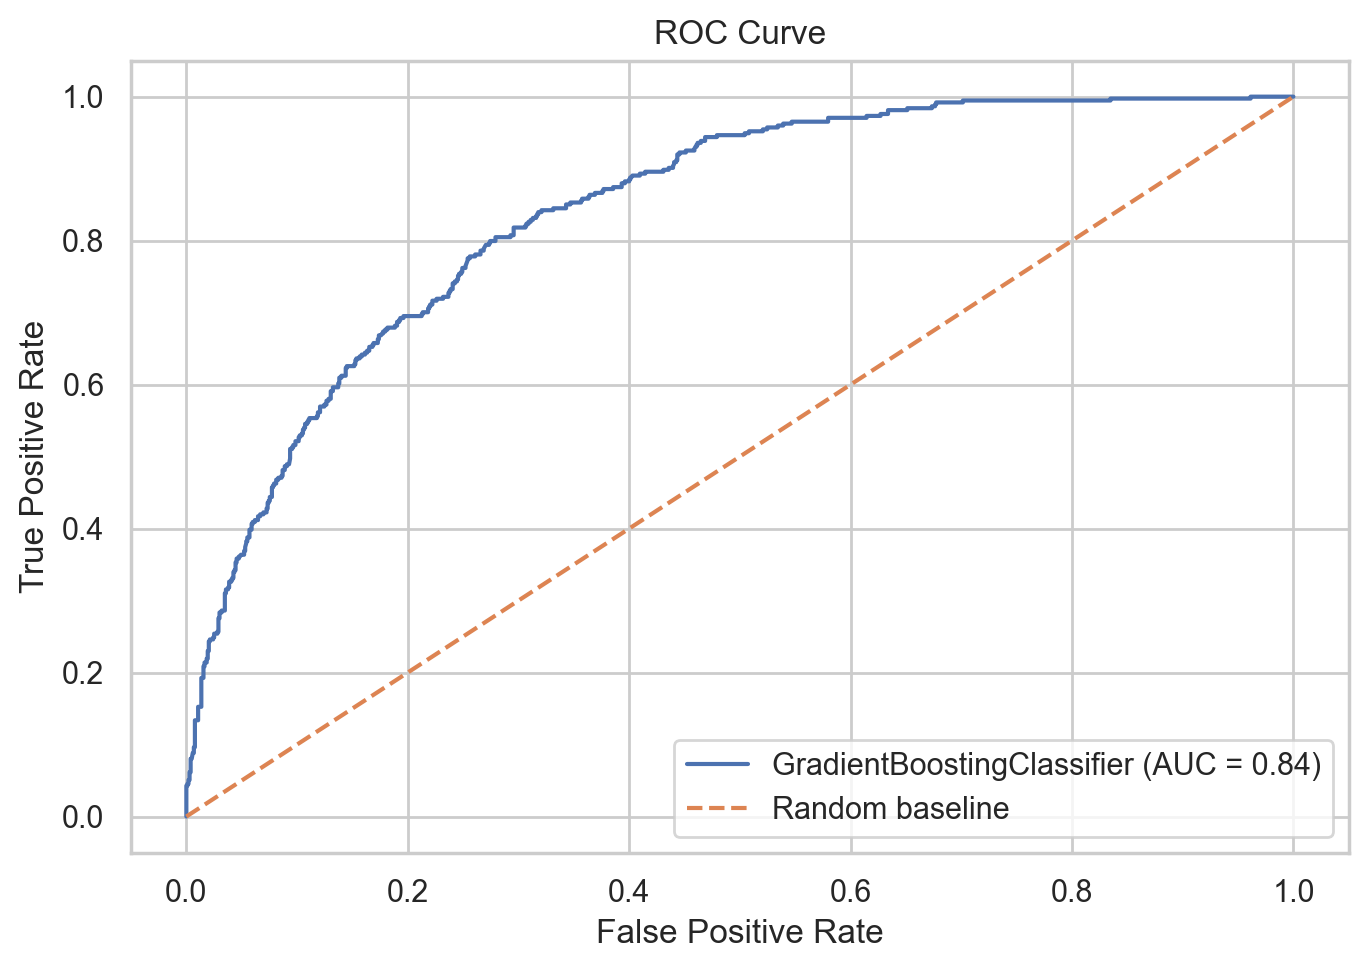 ROC Curve
True Positive Rate
1.0
0.8
0.6
0.4
0.2
0.0
GradientBoostingClassifier (AUC = 0.84)
Random baseline
0.0 0.2 0.4 0.6 0.8 1.0
False Positive Rate